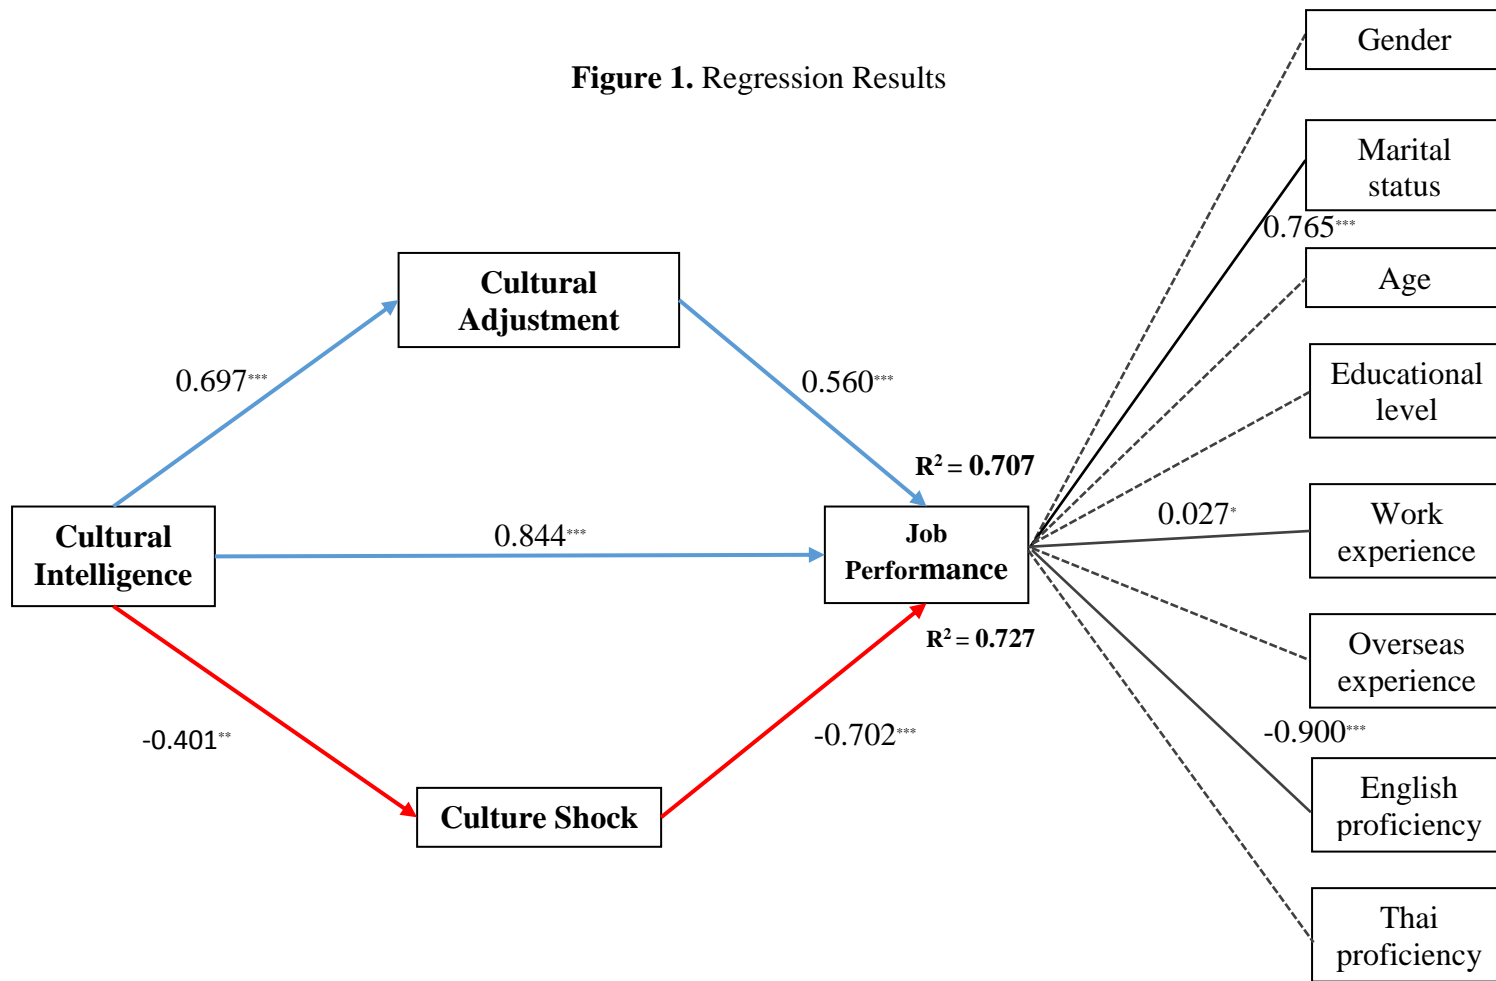 Gender
Figure 1. Regression Results
Marital
status
0.765***
Cultural
Adjustment
Age
0.697***
0.560***
Educational
level
R² = 0.707
Cultural
Intelligence
0.844***
Job
Performance
0.027*
Work
experience
R² = 0.727
Overseas
experience
-0.401**
-0.702***
-0.900***
Culture Shock
English
proficiency
Thai
proficiency